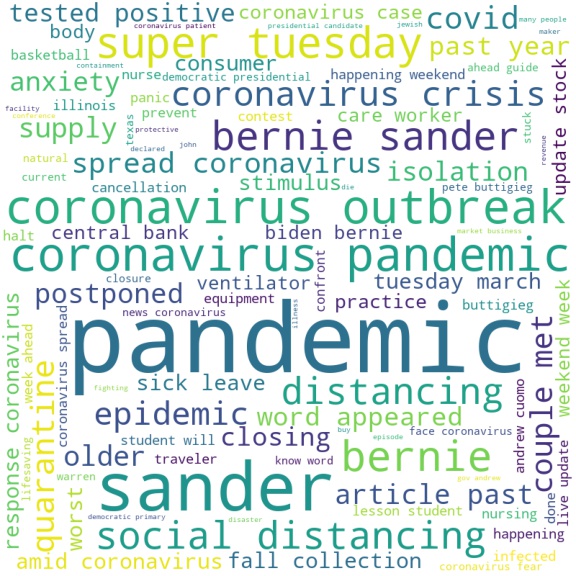 tested positive
coronavirus case
coronavirus patient
presidential candidate
jewish
covid
many people
maker
body
super tuesday
past year
basketball
consumer
containment
nurse
democratic presidential
happening weekend
ahead guide
anxiety
coronavirus crisis
update stock
illinois
panic
facility
conference
prevent
contest
care worker
stuck
supply
texas
protective
declared
john
bernie sander
revenue
natural
spread coronavirus
isolation
current
cancellation
stimulus
die
pete buttigieg
coronavirus outbreak
halt
central bank
biden bernie
market business
coronavirus pandemic
confront
tuesday march
closure
ventilator
postponed
equipment
practice
buttigieg
news coronavirus
illness
pandemic
response coronavirus
week ahead
coronavirus spread
weekend week
sick leave
distancing
fighting
buy
quarantine
lifesaving
epidemic
word appeared
andrew cuomo
couple met
live update
student will
closing
face coronavirus
episode
bernie
older
traveler
know word
gov andrew
warren
worst
sander
article past
done
democratic primary
disaster
lesson student
nursing
social distancing
happening
amid coronavirus
fall collection
infected
coronavirus fear